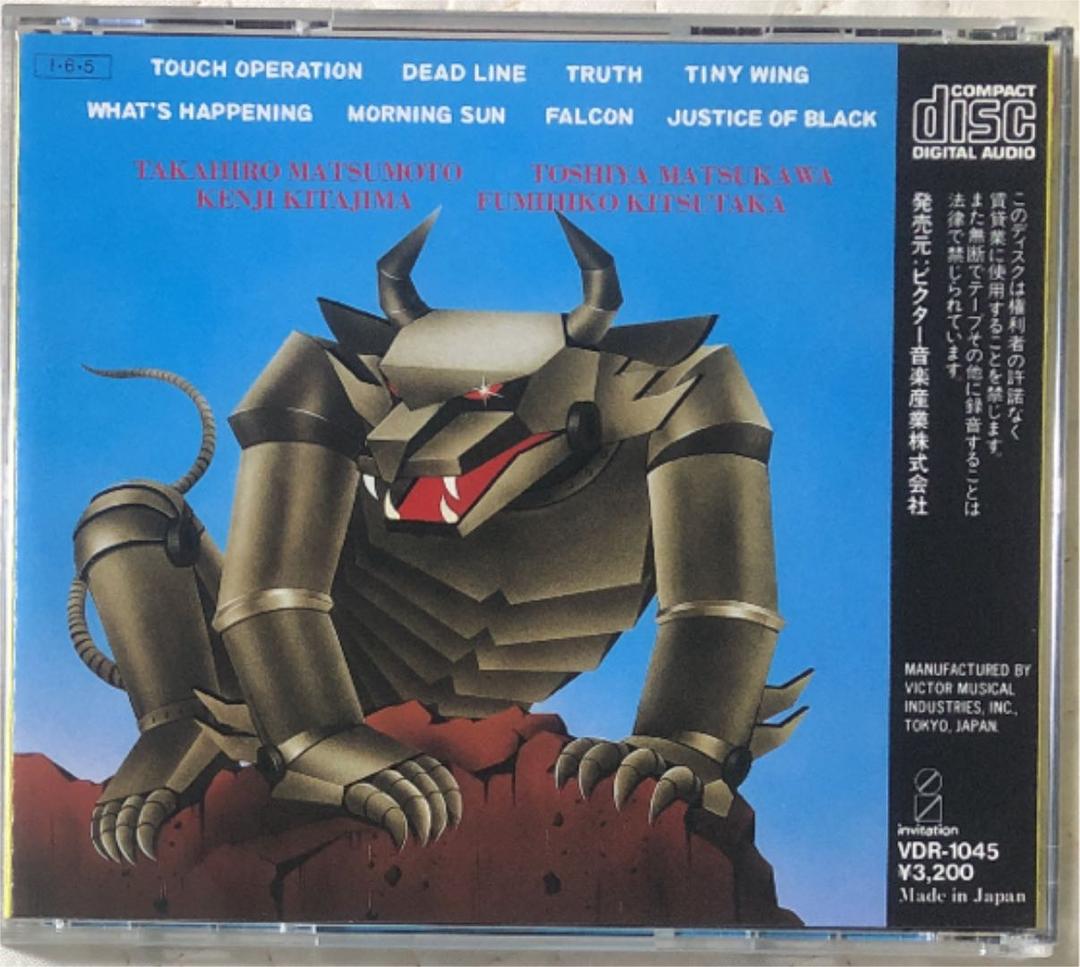 1・6・5
TOUCH OPERATION DEAD LINE TRUTH TINY WING
WHAT'S HAPPENING MORNING SUN FALCON JUSTICE OF BLACK
TAKAHIRO MATSUMOTO TOSHIYA MATSUKAWA
KENJI KITAJIMA FUMIHIKO KITSUTAKA
COMPACT
disc
DIGITAL AUDIO
このディスクは権利者の許諾なく
賃貸業に使用することを禁じます。
また無断でテープその他に録音することは
法律で禁じられています。
発売元:ビクター音楽産業株式会社
MANUFACTURED BY
VICTOR MUSICAL
INDUSTRIES, INC.,
TOKYO, JAPAN.
invitation
VDR-1045
¥3,200
Made in Japan